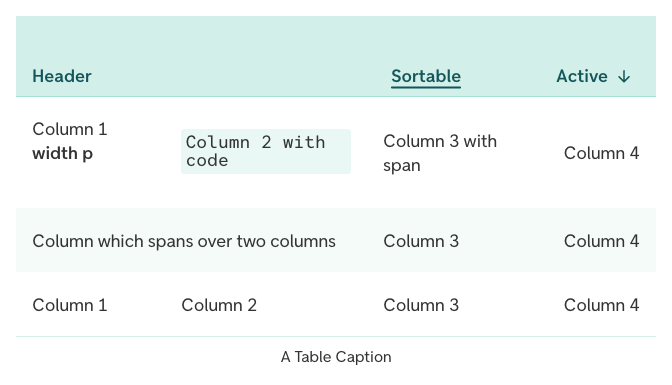 Header Sortable Active ↓
Column 1
width p
Column 2 with
code
Column 3 with
span
Column 4
Column which spans over two columns Column 3 Column 4
Column 1 Column 2 Column 3 Column 4
A Table Caption